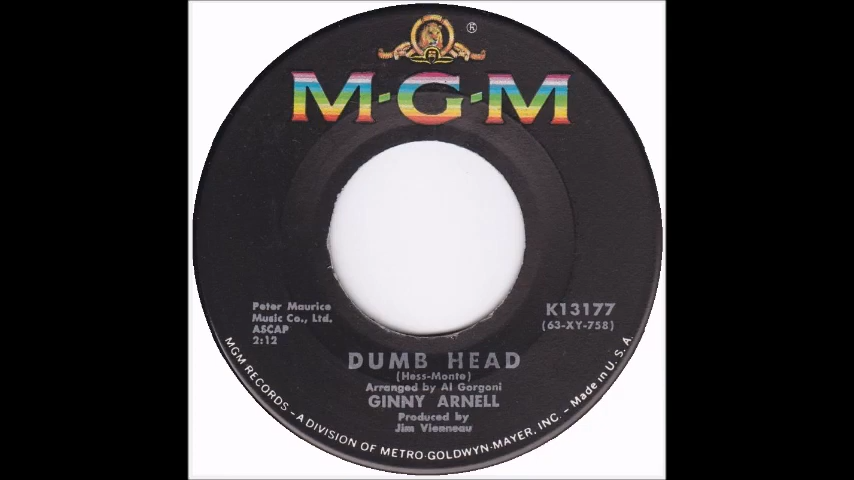 M·G·M
®
Peter Maurice
Music Co., Ltd.
ASCAP
2:12
K13177
(63-XY-758)
DUMB HEAD
(Hess-Monte)
Arranged by Al Gorgoni
GINNY ARNELL
Produced by
Jim Vienneau
MGM RECORDS – A DIVISION OF METRO-GOLDWYN-MAYER, INC. – Made in U.S.A.